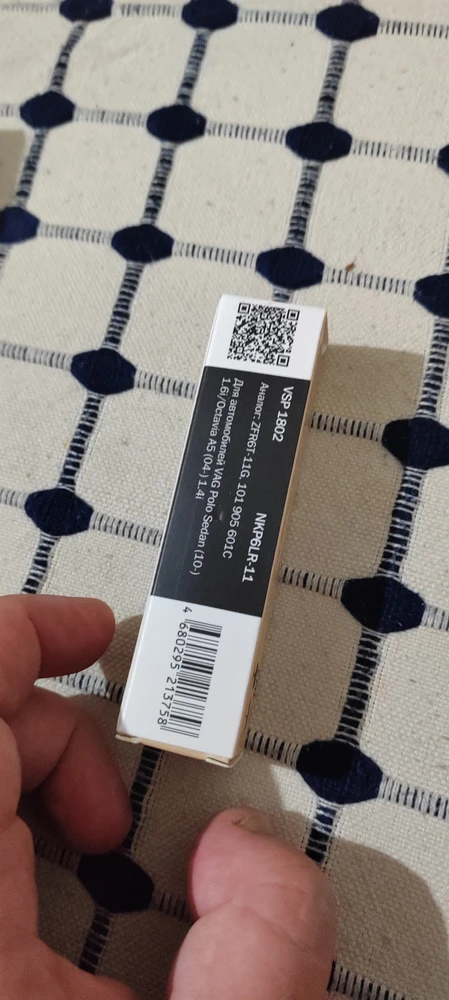 VSP 1802 NKP6LR-11
Аналог: ZFR6T-11G, 101 905 601C
Для автомобилей VAG Polo Sedan (10-)
1.6i/Octavia A5 (04-) 1.4i
4 680295 213758